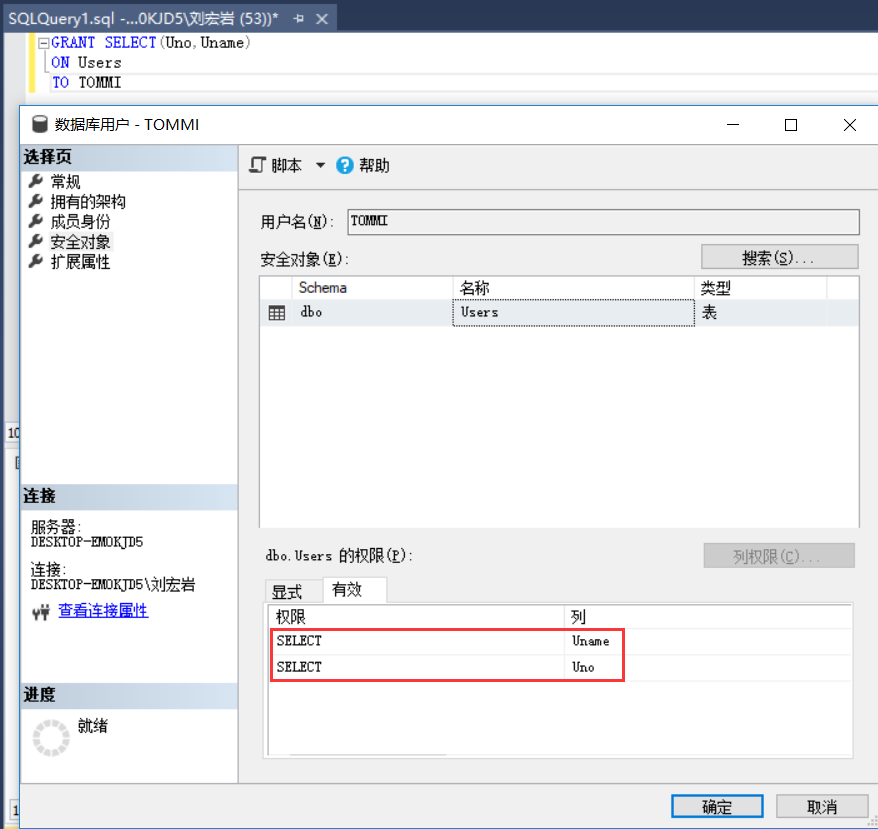 SQLQuery1.sql -...0KJD5\刘宏岩 (53))*
GRANT SELECT(Uno,Uname)
ON Users
TO TOMMI
数据库用户 - TOMMI
选择页
常规
拥有的架构
成员身份
安全对象
扩展属性
脚本
帮助
用户名(N):
TOMMI
安全对象(E):
搜索(S)...
Schema 名称 类型
dbo Users 表
10
连接
服务器:
DESKTOP-EMOKJD5
连接:
DESKTOP-EMOKJD5\刘宏岩
查看连接属性
dbo.Users 的权限(P):
列权限(C)...
显式 有效
权限 列
SELECT Uname
SELECT Uno
进度
就绪
1
确定 取消